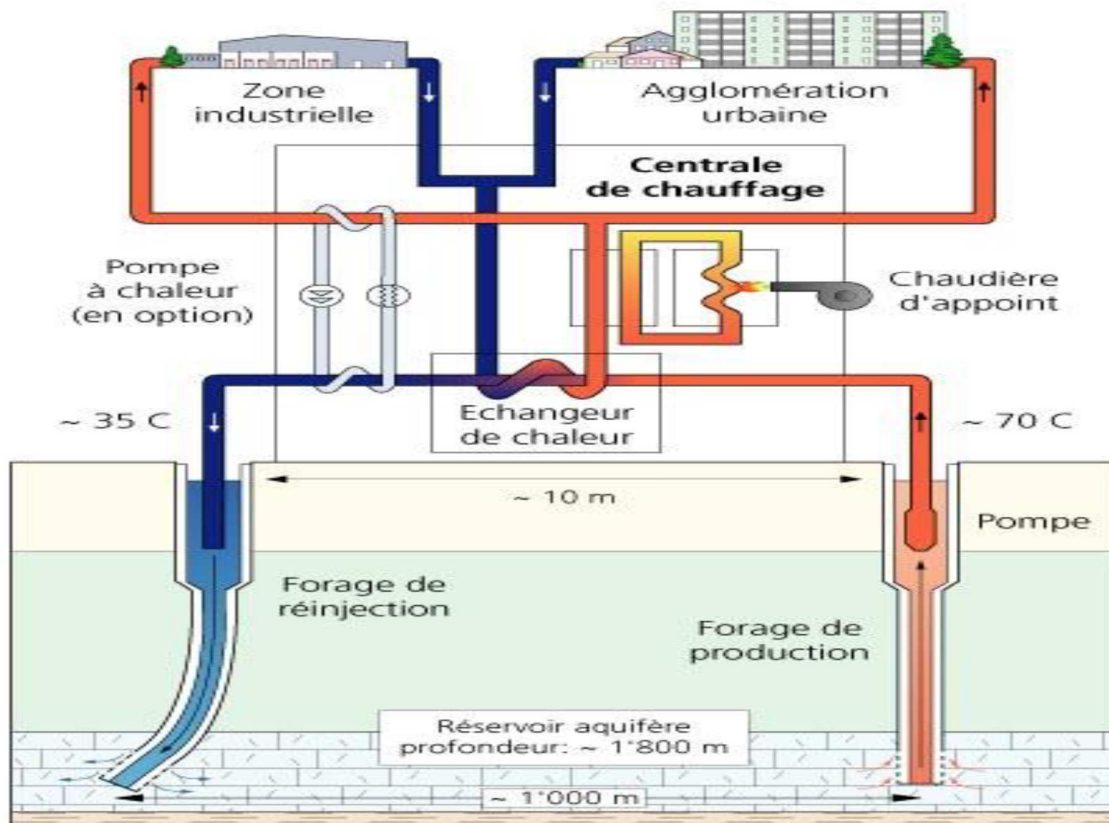 Zone
industrielle
Agglomération
urbaine
Centrale
de chauffage
Pompe
à chaleur
(en option)
Chaudière
d'appoint
Echangeur
de chaleur
~ 35 C
~ 70 C
~ 10 m
Pompe
Forage de
réinjection
Forage de
production
Réservoir aquifère
profondeur: ~ 1'800 m
~ 1'000 m